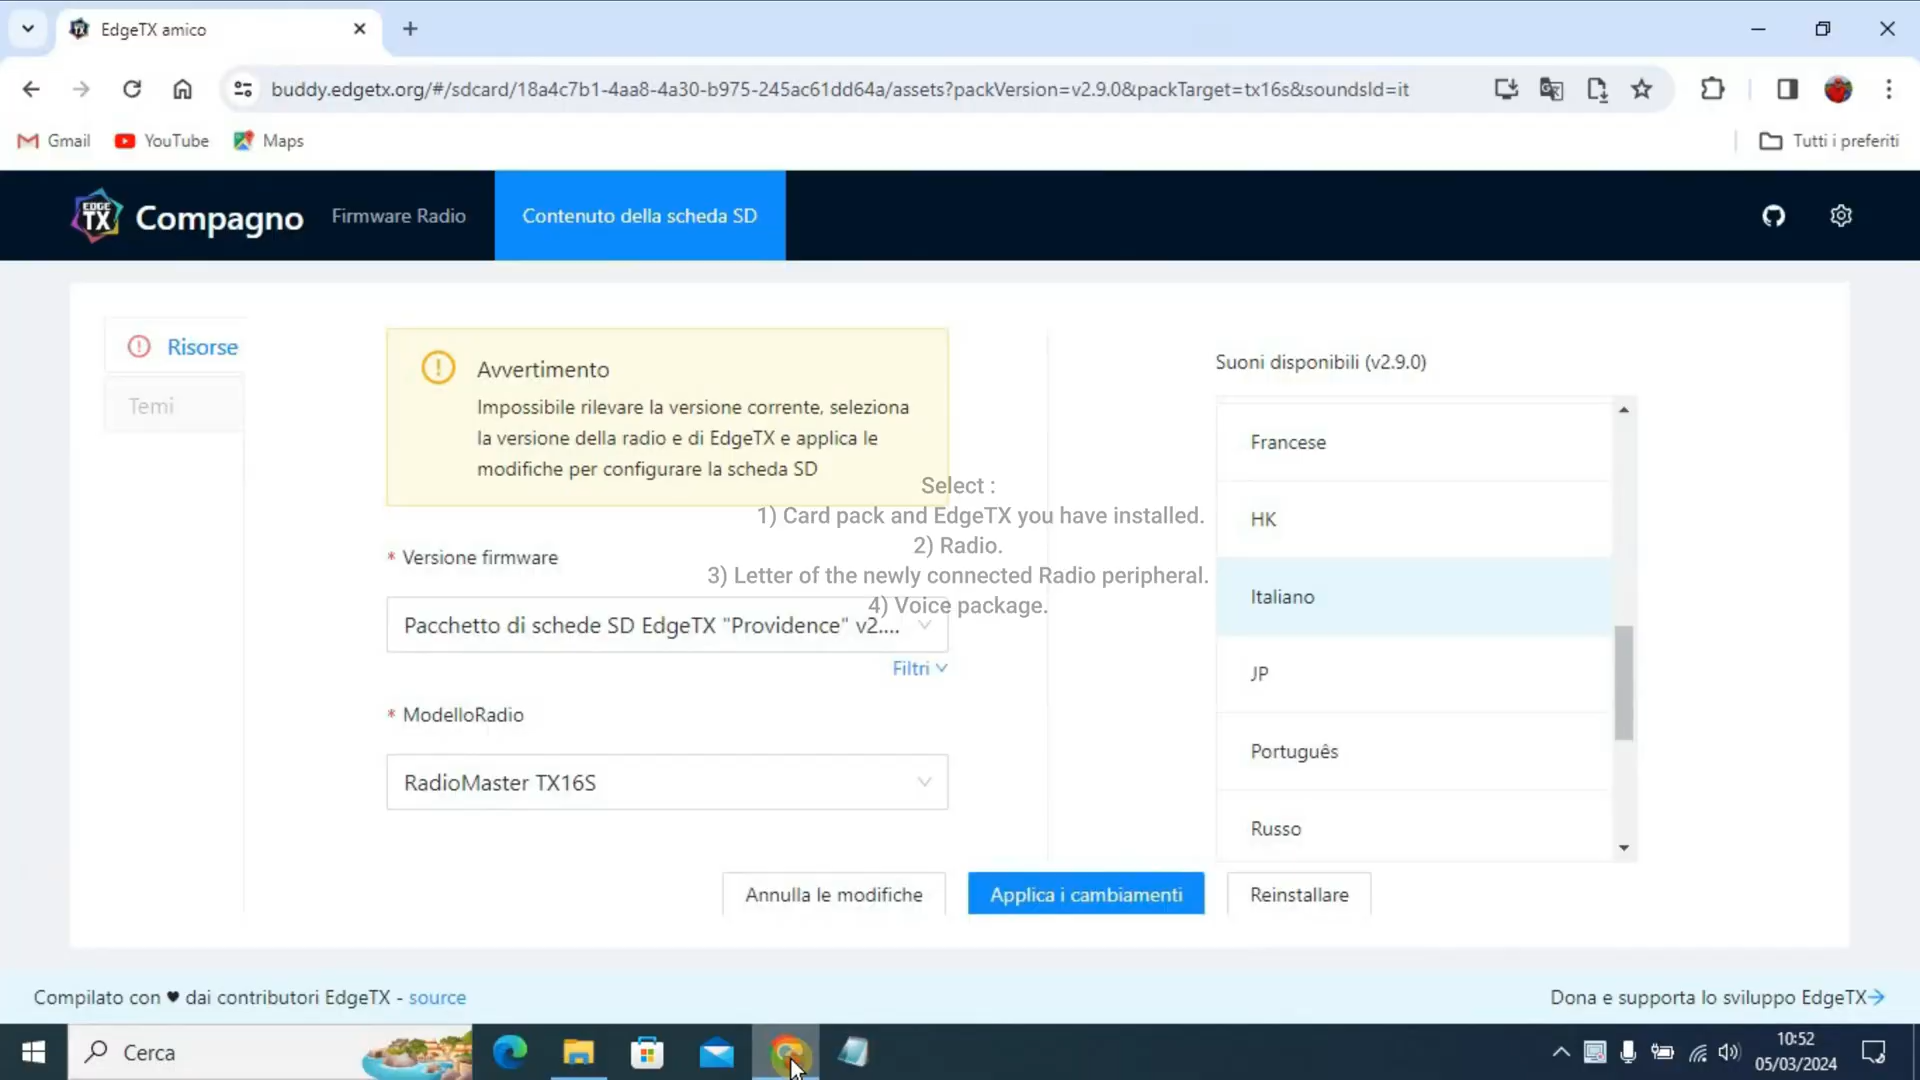 EdgeTX amico
buddy.edgetx.org/#/sdcard/18a4c7b1-4aa8-4a30-b975-245ac61dd64a/assets?packVersion=v2.9.0&packTarget=tx16s&soundsId=it
Gmail YouTube Maps Tutti i preferiti
EDGE TX Compagno Firmware Radio Contenuto della scheda SD
Risorse
Temi
Avvertimento
Impossibile rilevare la versione corrente, seleziona
la versione della radio e di EdgeTX e applica le
modifiche per configurare la scheda SD
Select :
1) Card pack and EdgeTX you have installed.
2) Radio.
3) Letter of the newly connected Radio peripheral.
4) Voice package.
* Versione firmware
Pacchetto di schede SD EdgeTX "Providence" v2....
Filtri
* ModelloRadio
RadioMaster TX16S
Suoni disponibili (v2.9.0)
Francese
HK
Italiano
JP
Português
Russo
Annulla le modifiche Applica i cambiamenti Reinstallare
Compilato con ♥ dai contributori EdgeTX - source
Dona e supporta lo sviluppo EdgeTX→
Cerca
10:52
05/03/2024